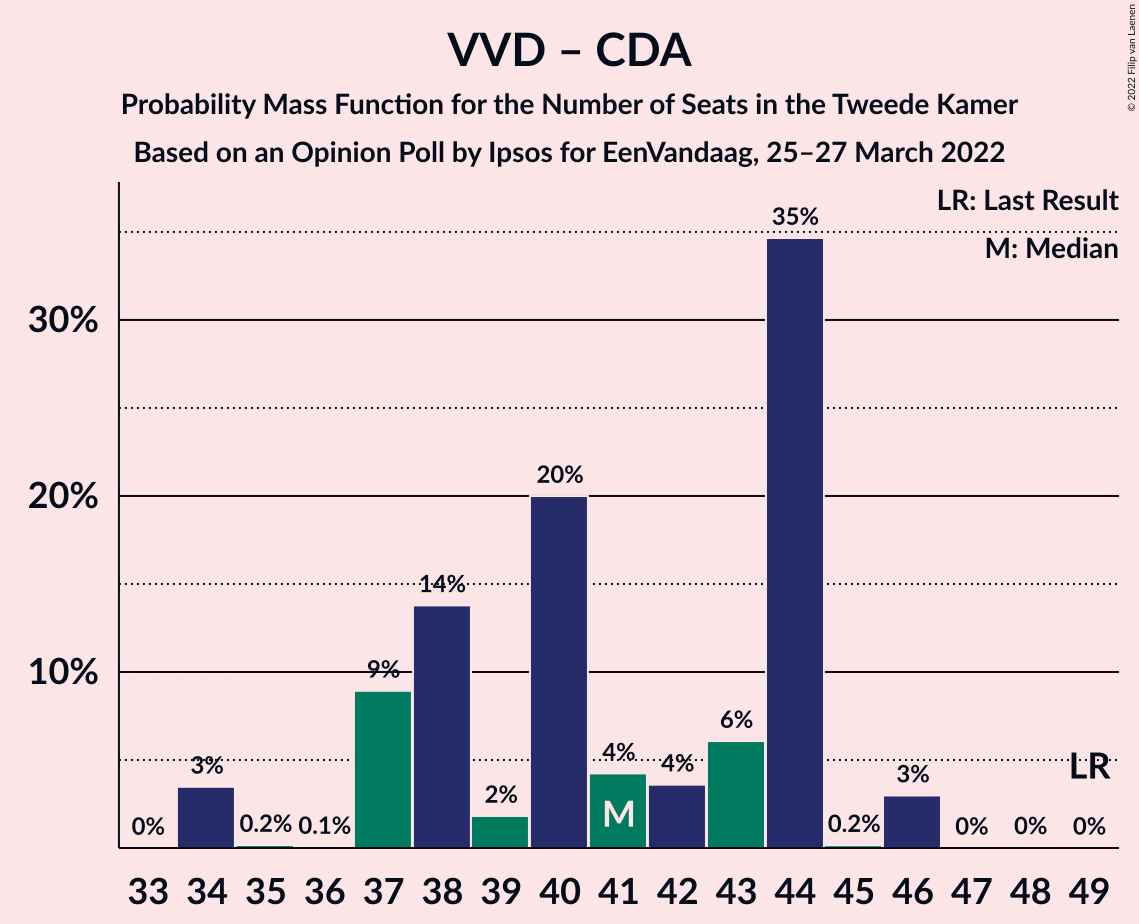 VVD – CDA
Probability Mass Function for the Number of Seats in the Tweede Kamer
Based on an Opinion Poll by Ipsos for EenVandaag, 25–27 March 2022
© 2022 Filip van Laenen
LR: Last Result
M: Median
35%
30%
20%
20%
14%
10%
9%
6%
4%
4%
3%
3%
LR
2%
M
0%
0.2%
0.1%
0.2%
0%
0%
0%
33 34 35 36 37 38 39 40 41 42 43 44 45 46 47 48 49